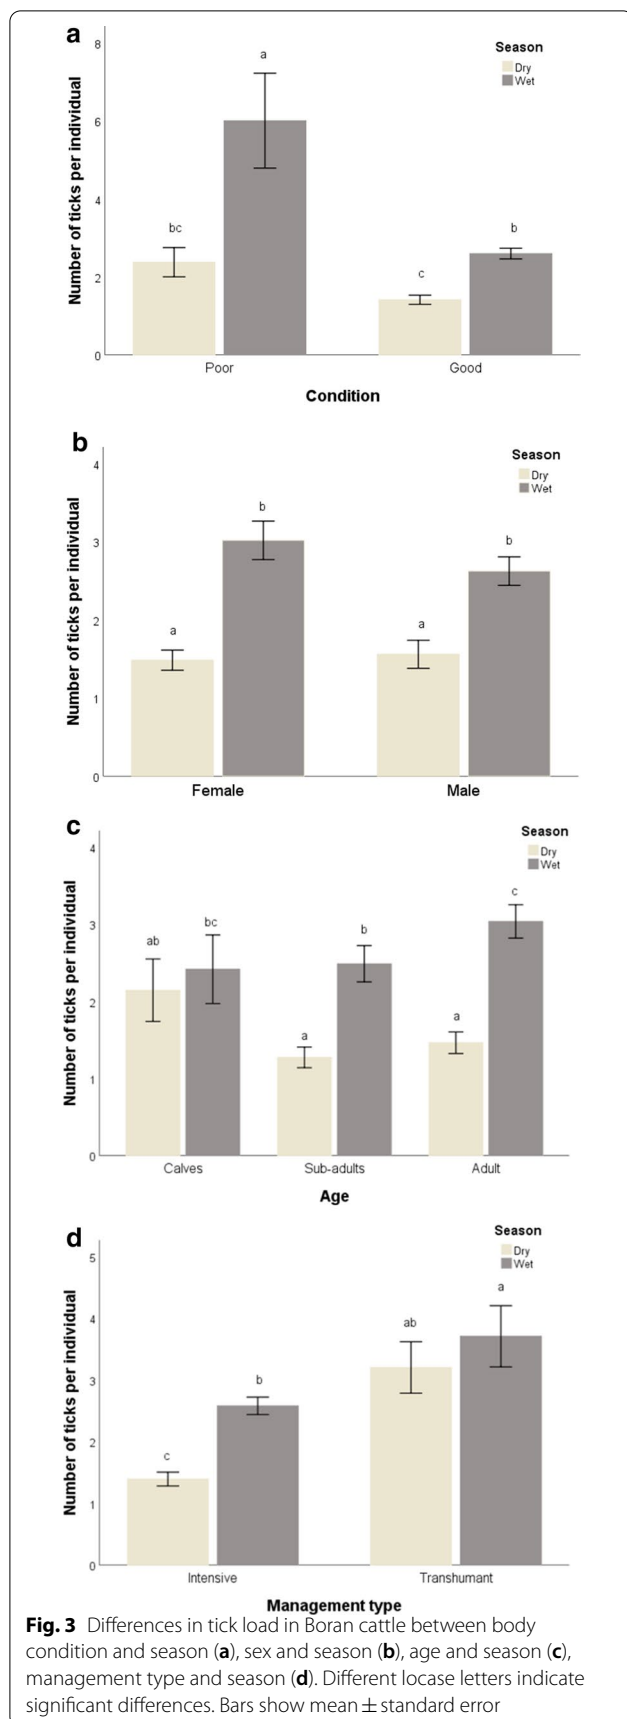 a
Season
Dry
Wet
Number of ticks per individual
8
6
4
2
0
a
bc
b
c
Poor
Good
Condition
b
Season
Dry
Wet
Number of ticks per individual
4
3
2
1
0
b
b
a
a
Female
Male
c
Season
Dry
Wet
Number of ticks per individual
4
3
2
1
0
ab
bc
a
b
a
c
Calves
Sub-adults
Adult
Age
d
Season
Dry
Wet
Number of ticks per individual
5
4
3
2
1
0
c
b
ab
a
Intensive
Transhumant
Management type
Fig. 3 Differences in tick load in Boran cattle between body
condition and season (a), sex and season (b), age and season (c),
management type and season (d). Different locase letters indicate
significant differences. Bars show mean ± standard error